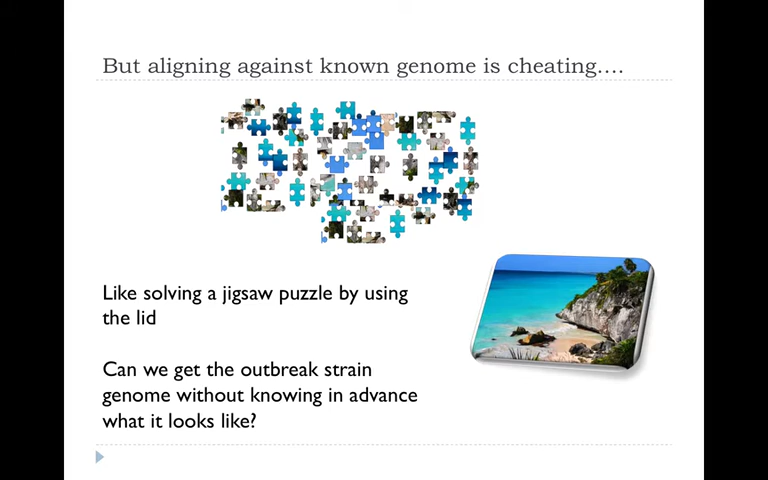 But aligning against known genome is cheating....
Like solving a jigsaw puzzle by using
the lid
Can we get the outbreak strain
genome without knowing in advance
what it looks like?